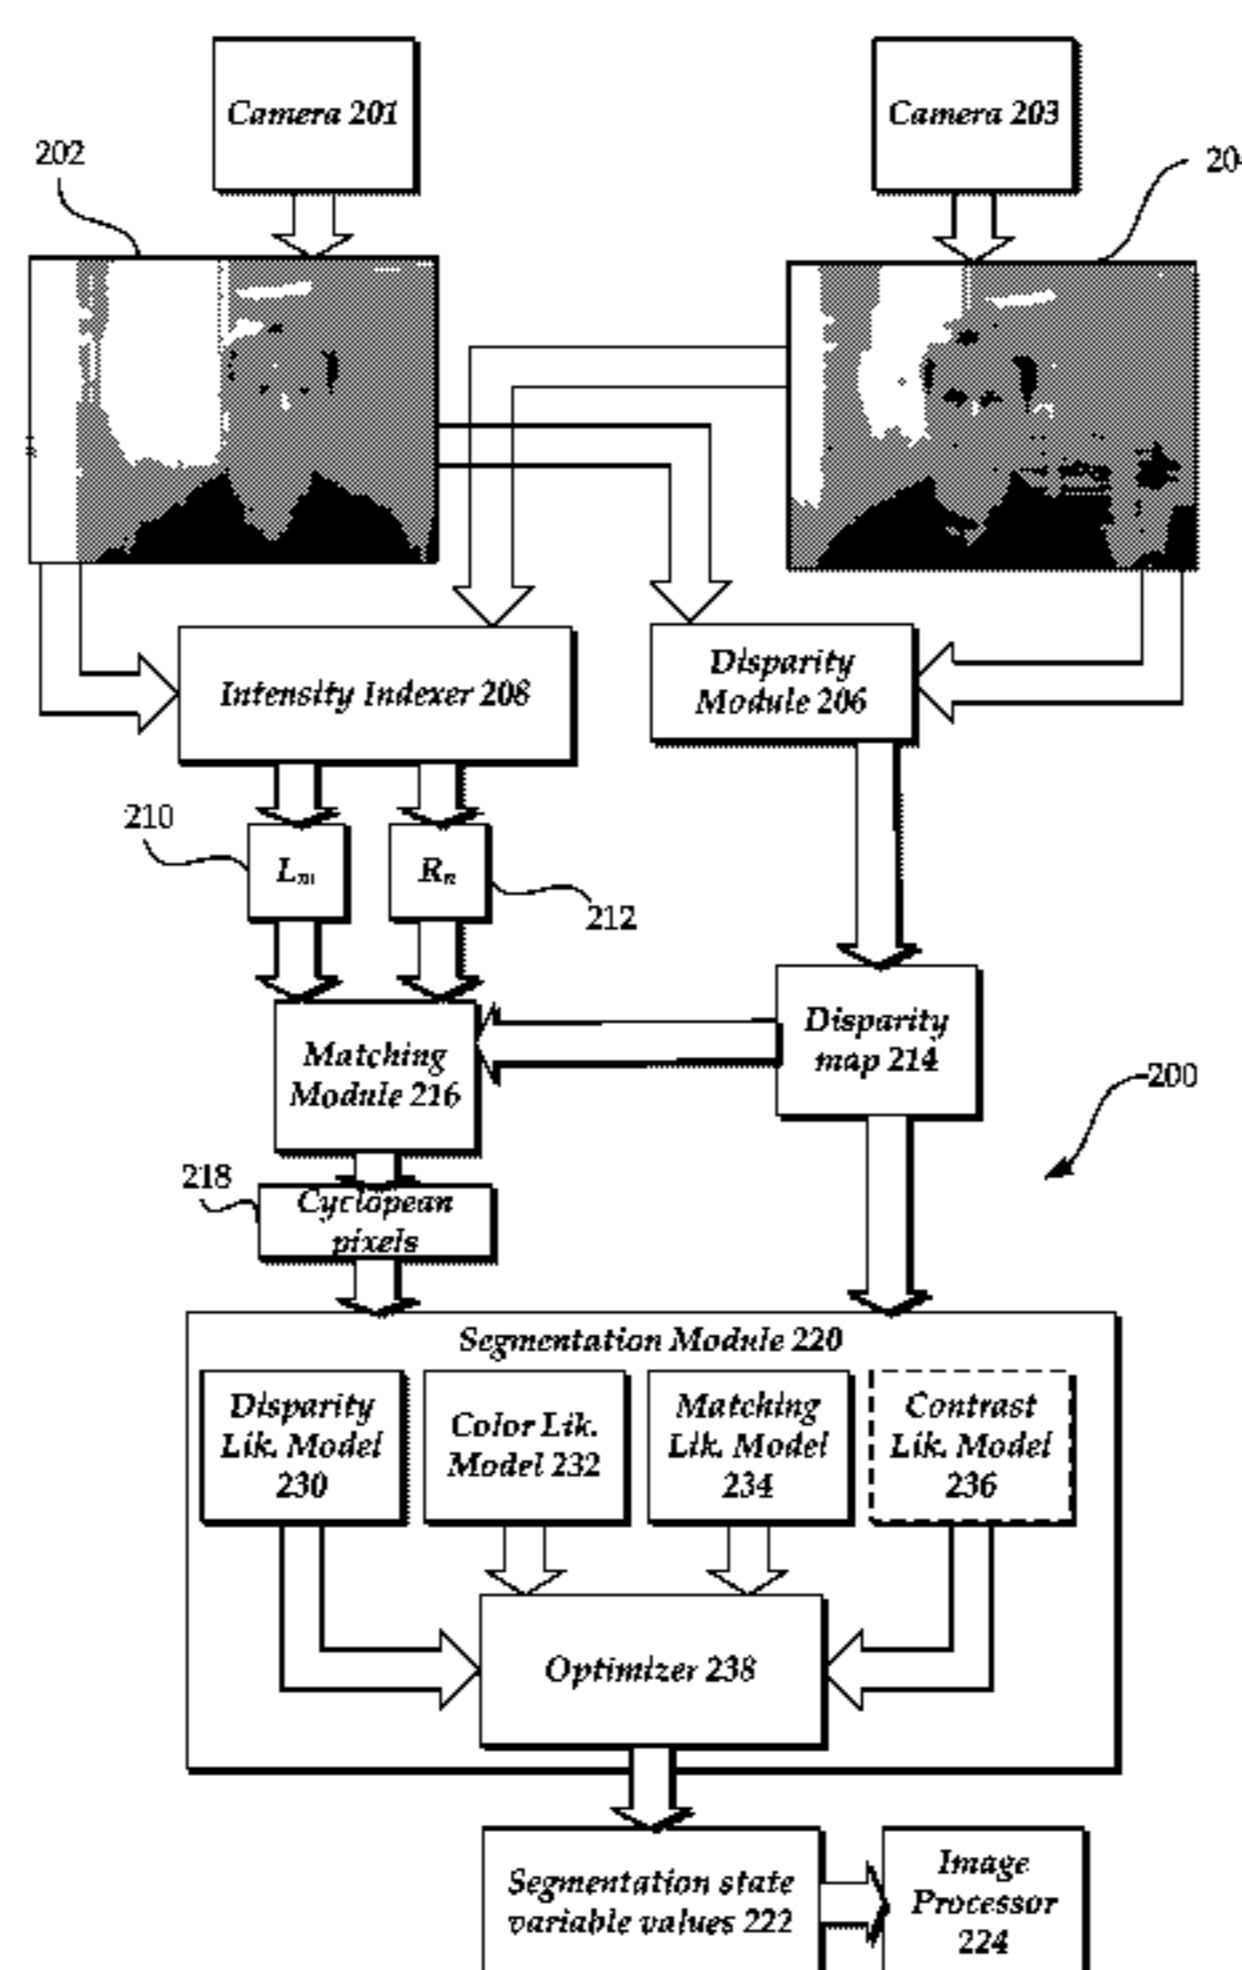 Camera 201
Camera 203
202
20
Intensity Indexer 208
Disparity
Module 206
210
Lm
Rn
212
Disparity
map 214
Matching
Module 216
200
218
Cyclopean
pixels
Segmentation Module 220
Disparity
Lik. Model
230
Color Lik.
Model 232
Matching
Lik. Model
234
Contrast
Lik. Model
236
Optimizer 238
Segmentation state
variable values 222
Image
Processor
224